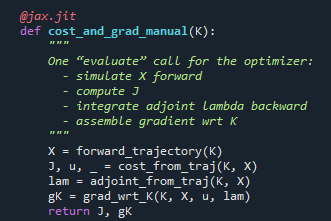 @jax.jit
def cost_and_grad_manual(K):
    """
    One “evaluate” call for the optimizer:
      - simulate X forward
      - compute J
      - integrate adjoint lambda backward
      - assemble gradient wrt K
    """
    X = forward_trajectory(K)
    J, u, _ = cost_from_traj(K, X)
    lam = adjoint_from_traj(K, X)
    gK = grad_wrt_K(K, X, u, lam)
    return J, gK